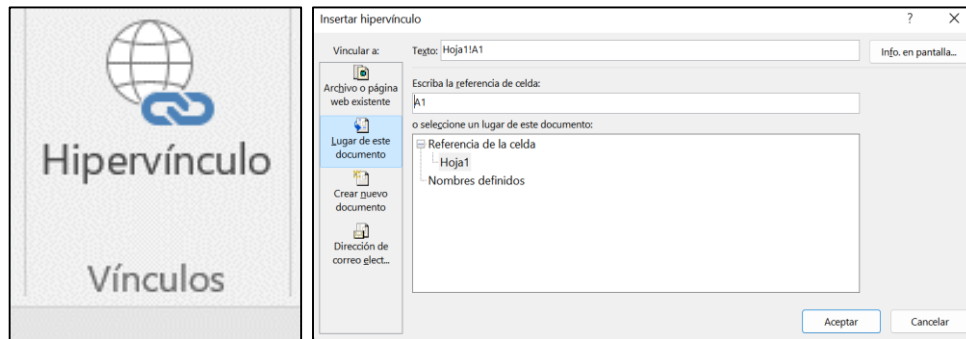 Hipervínculo
Vínculos
Insertar hipervínculo
?
X
Vincular a:
Texto: Hoja1!A1
Info. en pantalla...
Archivo o página
web existente
Lugar de este
documento
Crear nuevo
documento
Dirección de
correo elect...
Escriba la referencia de celda:
A1
o seleccione un lugar de este documento:
Referencia de la celda
Hoja1
Nombres definidos
Aceptar
Cancelar